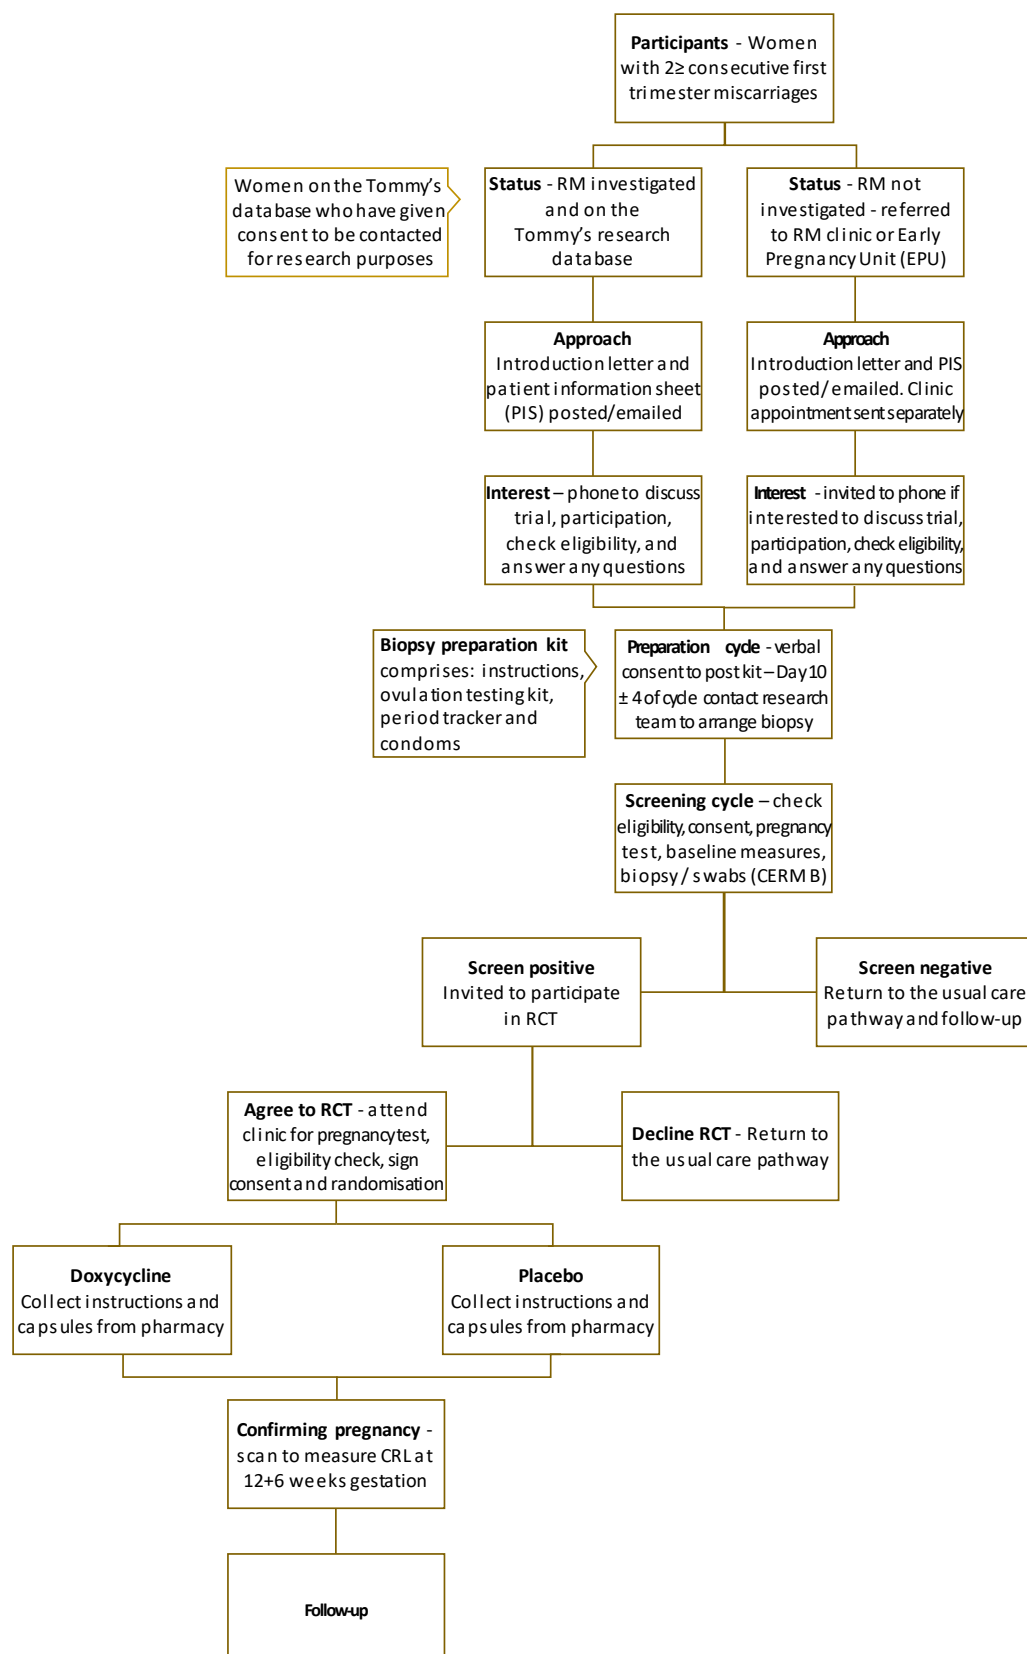 Participants - Women
with 2≥ consecutive first
trimester miscarriages
Women on the Tommy's
database who have given
consent to be contacted
for research purposes
Status - RM investigated
and on the
Tommy's research
database
Status - RM not
investigated - referred
to RM clinic or Early
Pregnancy Unit (EPU)
Approach
Introduction letter and
patient information sheet
(PIS) posted/emailed
Approach
Introduction letter and PIS
posted/emailed. Clinic
appointment sent separately
Interest – phone to discuss
trial, participation,
check eligibility, and
answer any questions
Interest - invited to phone if
interested to discuss trial,
participation, check eligibility,
and answer any questions
Biopsy preparation kit
comprises: instructions,
ovulation testing kit,
period tracker and
condoms
Preparation cycle - verbal
consent to post kit – Day 10
± 4 of cycle contact research
team to arrange biopsy
Screening cycle – check
eligibility, consent, pregnancy
test, baseline measures,
biopsy / swabs (CERM B)
Screen positive
Invited to participate
in RCT
Screen negative
Return to the usual care
pathway and follow-up
Agree to RCT - attend
clinic for pregnancy test,
eligibility check, sign
consent and randomisation
Decline RCT - Return to
the usual care pathway
Doxycycline
Collect instructions and
capsules from pharmacy
Placebo
Collect instructions and
capsules from pharmacy
Confirming pregnancy -
scan to measure CRL at
12+6 weeks gestation
Follow-up